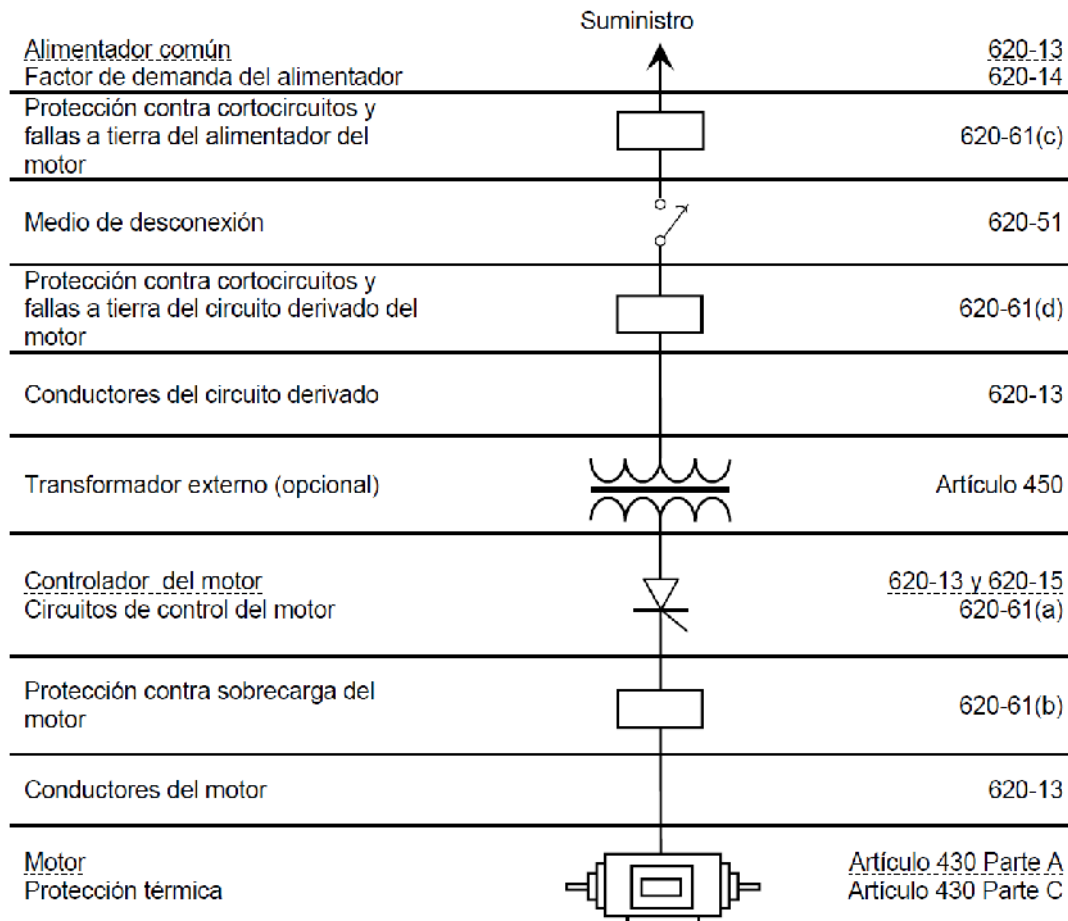 Suministro
Alimentador común 620-13
Factor de demanda del alimentador 620-14
Protección contra cortocircuitos y
fallas a tierra del alimentador del 620-61(c)
motor
Medio de desconexión 620-51
Protección contra cortocircuitos y
fallas a tierra del circuito derivado del 620-61(d)
motor
Conductores del circuito derivado 620-13
Transformador externo (opcional) Artículo 450
Controlador del motor 620-13 y 620-15
Circuitos de control del motor 620-61(a)
Protección contra sobrecarga del
motor 620-61(b)
Conductores del motor 620-13
Motor Artículo 430 Parte A
Protección térmica Artículo 430 Parte C